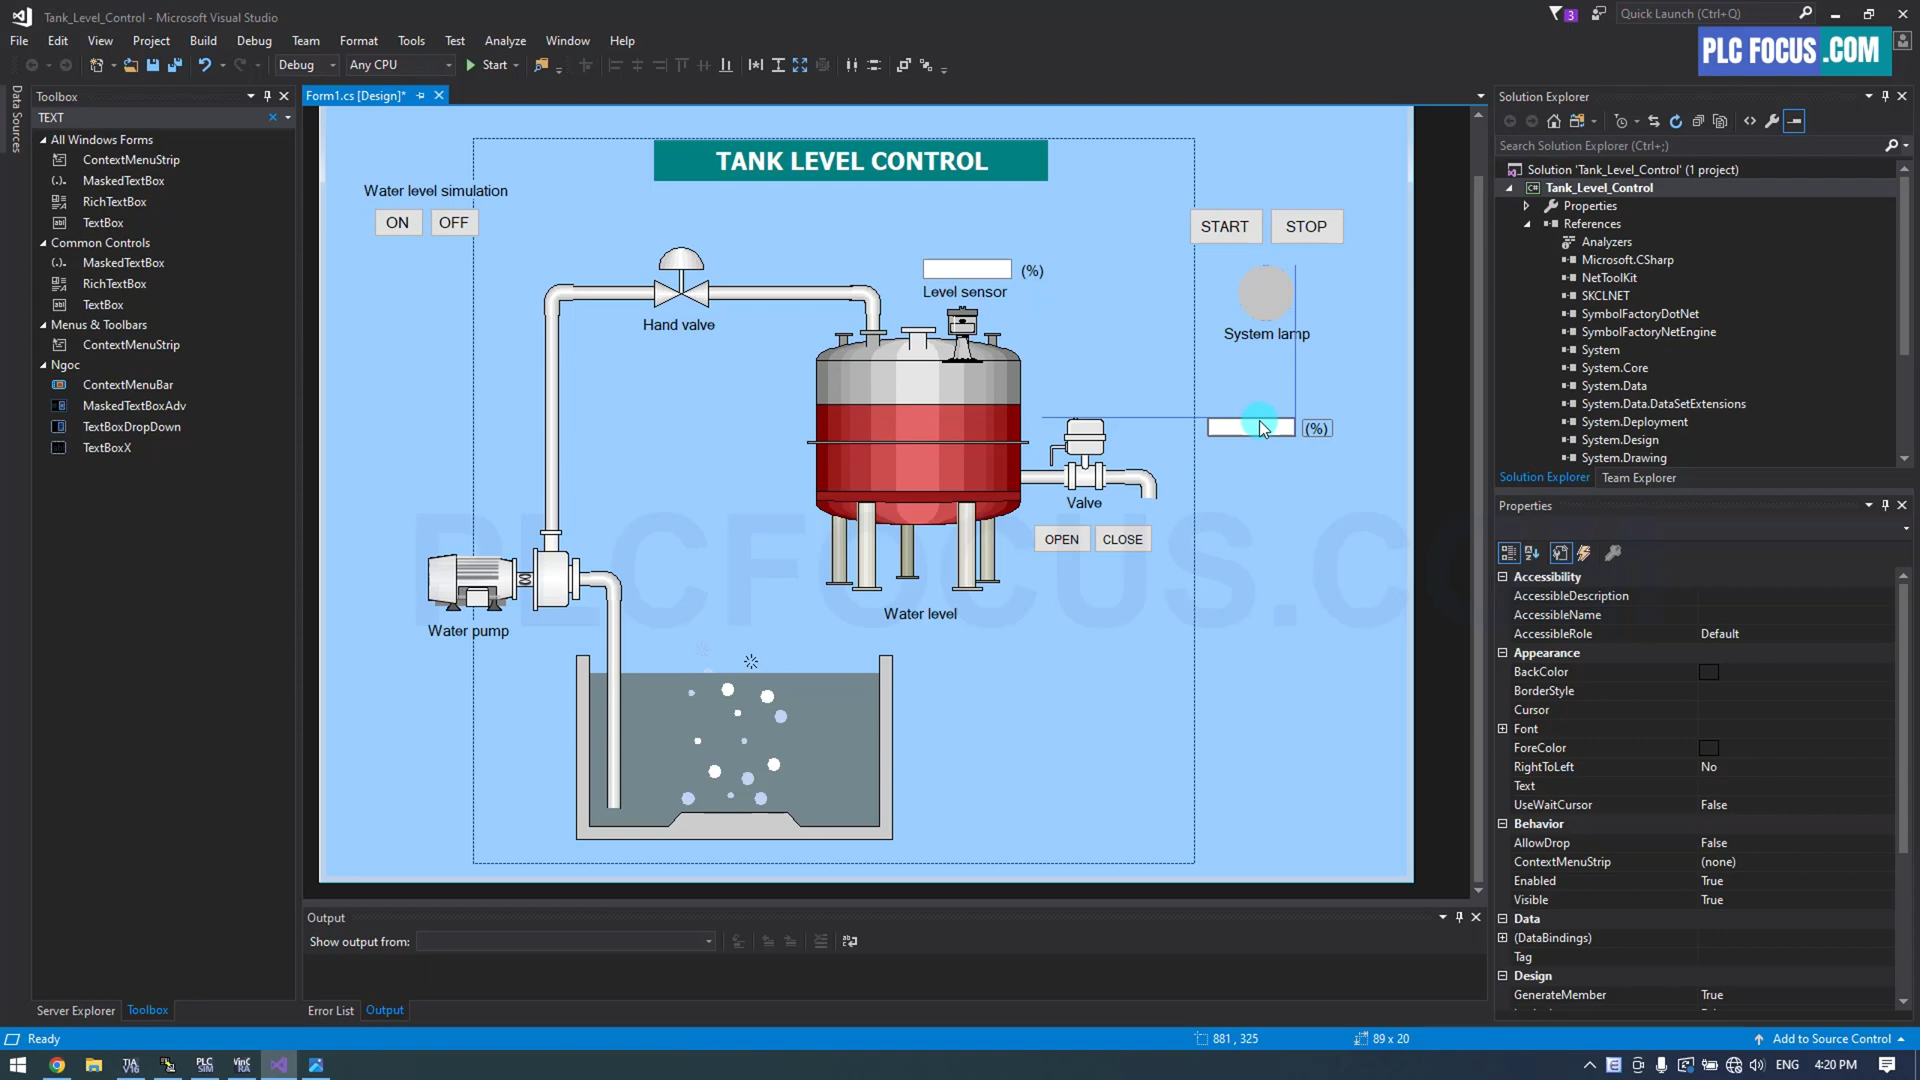 Tank_Level_Control - Microsoft Visual Studio
3
Quick Launch (Ctrl+Q)
File Edit View Project Build Debug Team Format Tools Test Analyze Window Help
PLC FOCUS .COM
Debug Any CPU Start
Data Sources
Toolbox
TEXT
All Windows Forms
ContextMenuStrip
MaskedTextBox
RichTextBox
TextBox
Common Controls
MaskedTextBox
RichTextBox
TextBox
Menus & Toolbars
ContextMenuStrip
Ngoc
ContextMenuBar
MaskedTextBoxAdv
TextBoxDropDown
TextBoxX
Server Explorer Toolbox
Form1.cs [Design]*
TANK LEVEL CONTROL
Water level simulation
ON OFF
START STOP
(%)
Level sensor
Hand valve
System lamp
(%)
Valve
OPEN CLOSE
PLCFOCUS.COM
Water level
Water pump
Output
Show output from:
Error List Output
Solution Explorer
Search Solution Explorer (Ctrl+;)
Solution 'Tank_Level_Control' (1 project)
C# Tank_Level_Control
Properties
References
Analyzers
Microsoft.CSharp
NetToolKit
SKCLNET
SymbolFactoryDotNet
SymbolFactoryNetEngine
System
System.Core
System.Data
System.Data.DataSetExtensions
System.Deployment
System.Design
System.Drawing
Solution Explorer Team Explorer
Properties
Accessibility
AccessibleDescription
AccessibleName
AccessibleRole Default
Appearance
BackColor
BorderStyle
Cursor
Font
ForeColor
RightToLeft No
Text
UseWaitCursor False
Behavior
AllowDrop False
ContextMenuStrip (none)
Enabled True
Visible True
Data
(DataBindings)
Tag
Design
GenerateMember True
Ready 881 , 325 89 x 20 Add to Source Control
ENG 4:20 PM